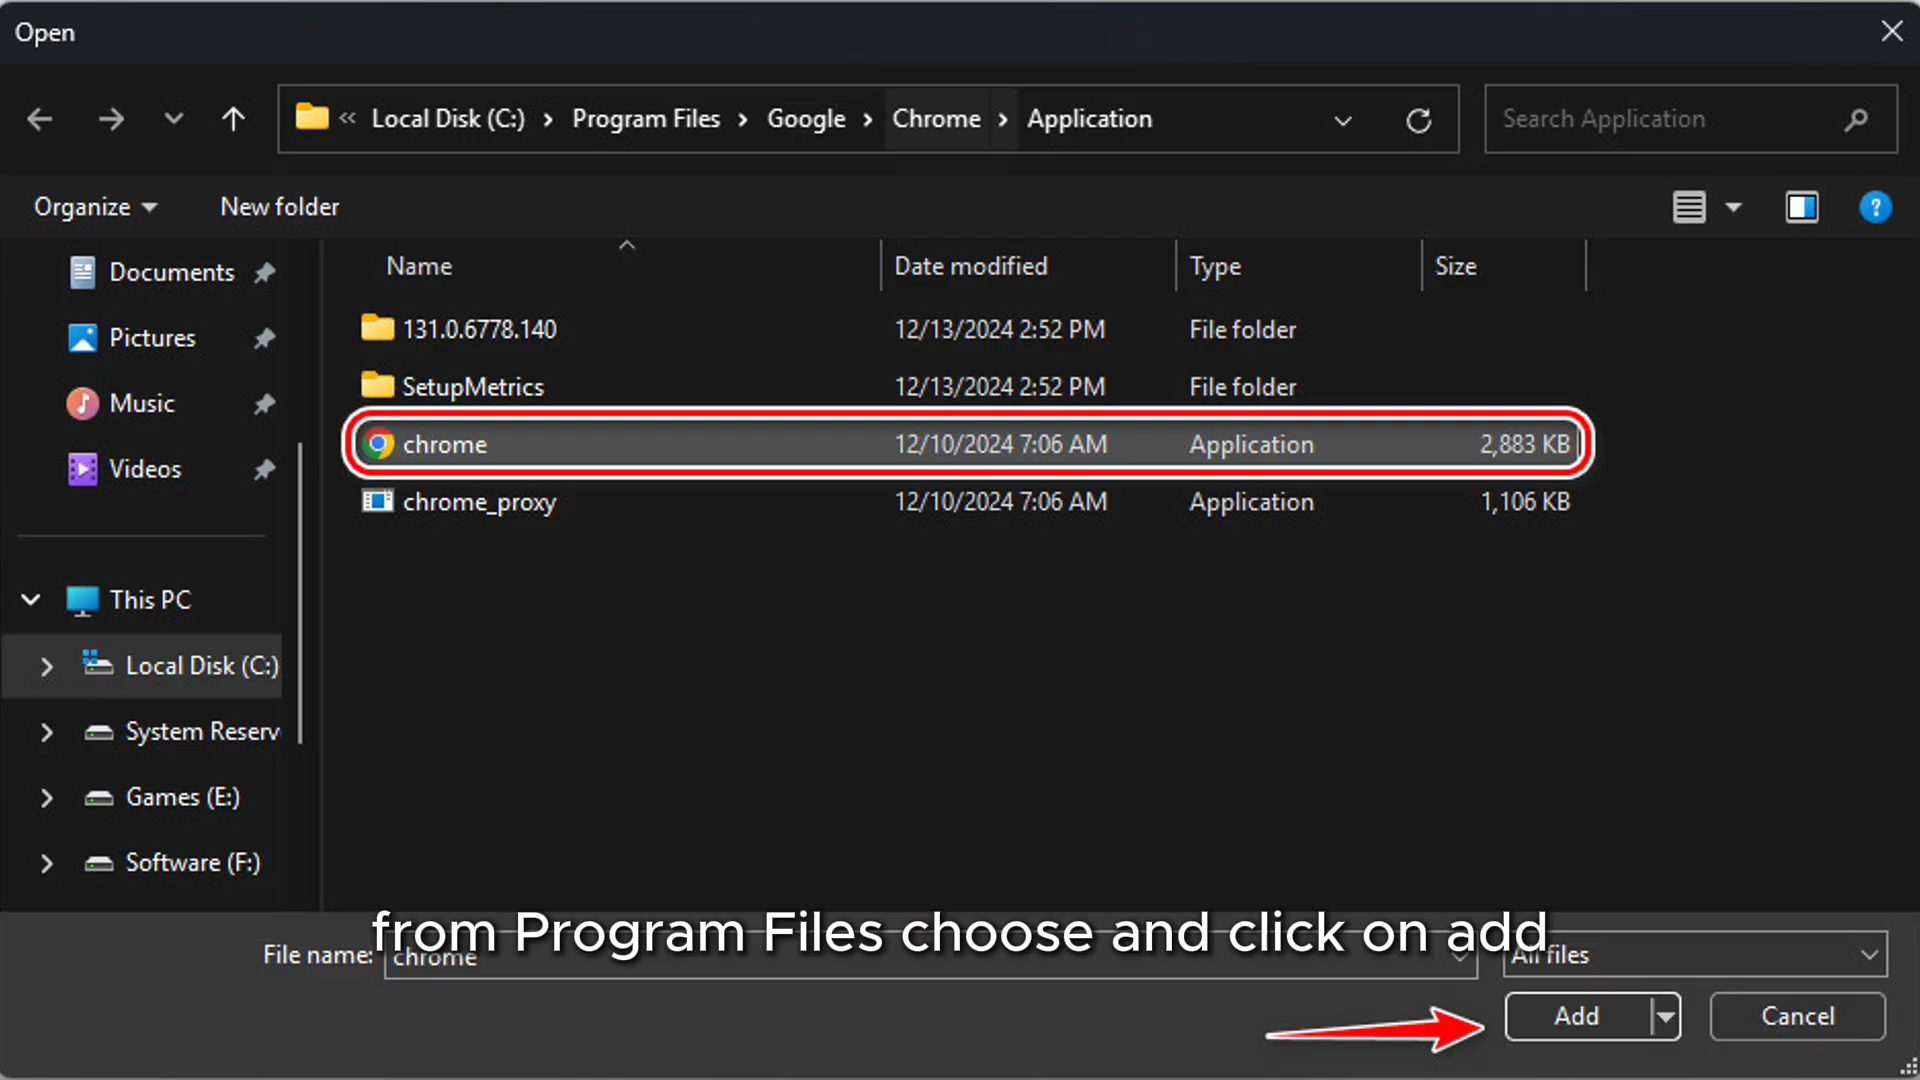 Open
« Local Disk (C:) › Program Files › Google › Chrome › Application
Search Application
Organize
New folder
?
Documents
Pictures
Music
Videos
This PC
Local Disk (C:)
System Reserv
Games (E:)
Software (F:)
Name Date modified Type Size
131.0.6778.140 12/13/2024 2:52 PM File folder
SetupMetrics 12/13/2024 2:52 PM File folder
chrome 12/10/2024 7:06 AM Application 2,883 KB
chrome_proxy 12/10/2024 7:06 AM Application 1,106 KB
from Program Files choose and click on add
File name: chrome
All files
Add
Cancel